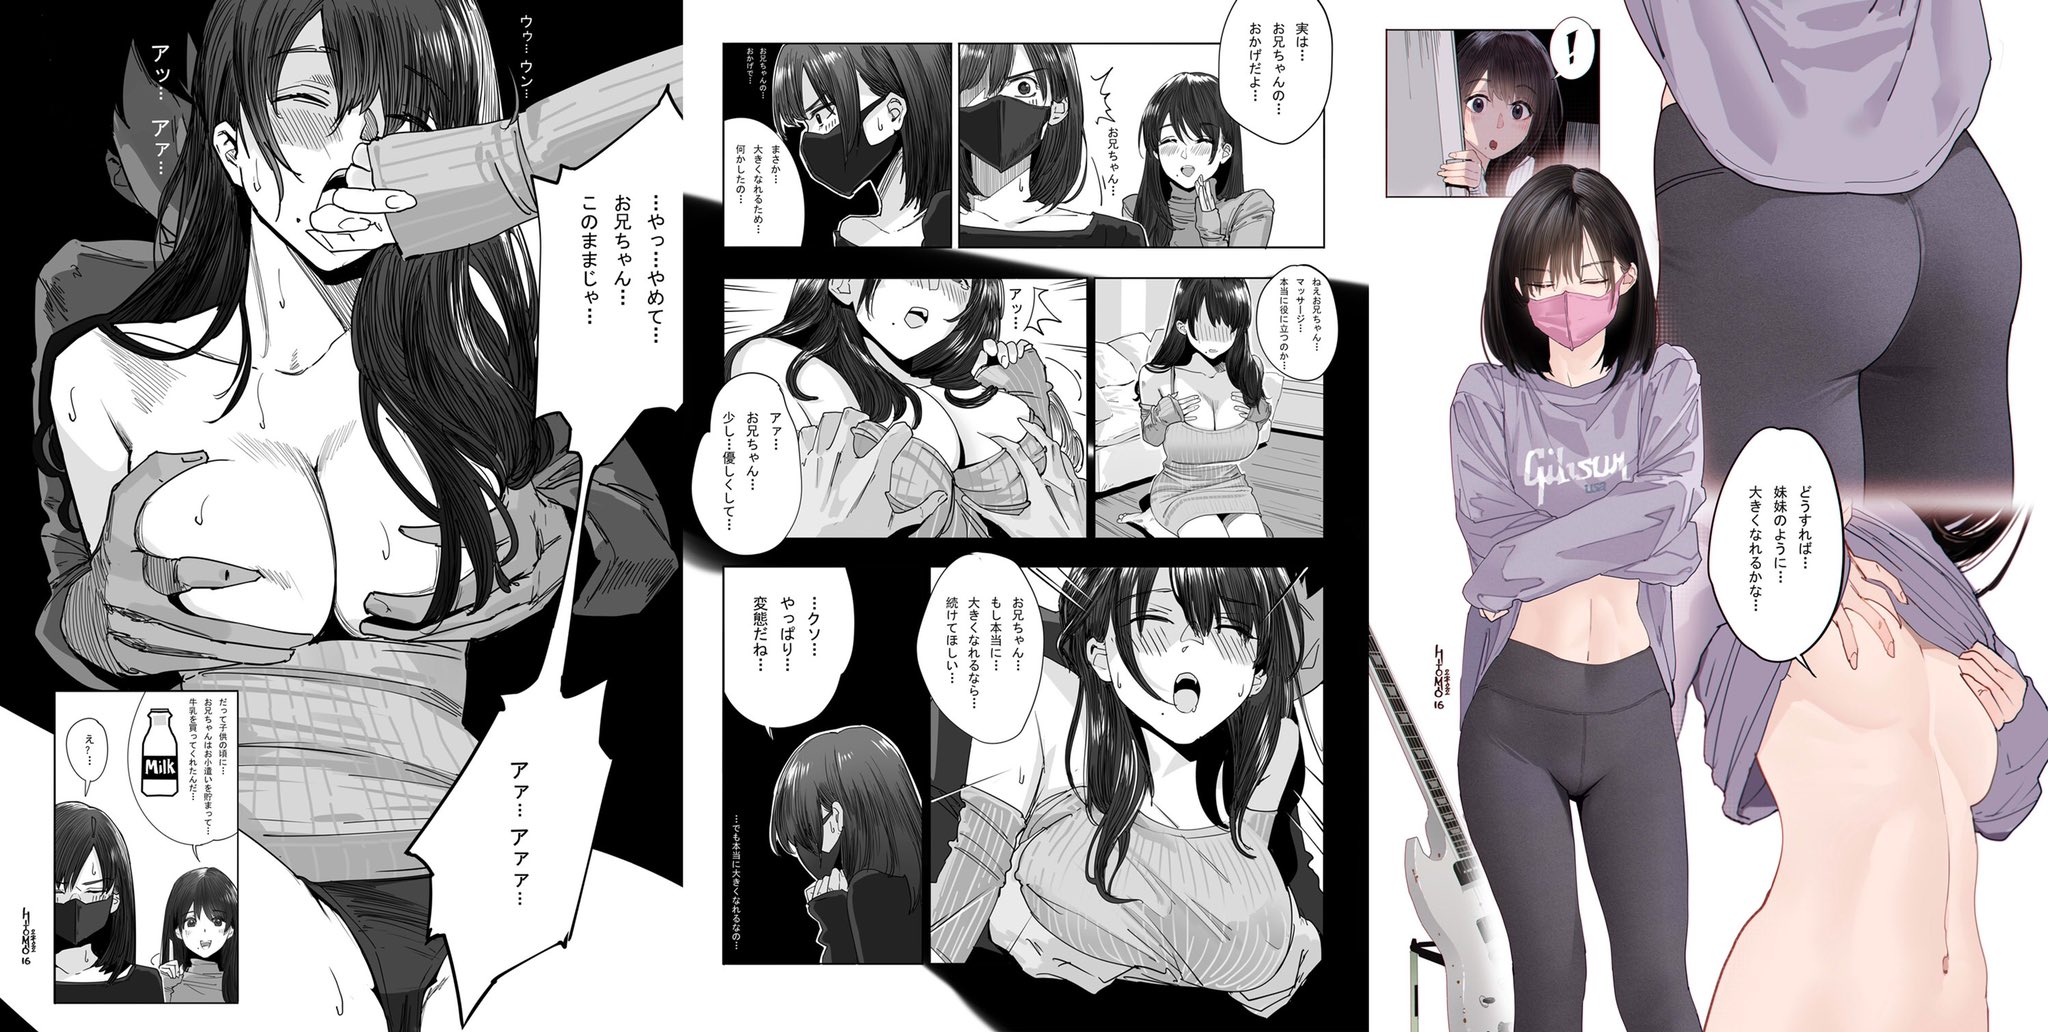 ！
どうすれば…
妹妹のように…
大きくなれるかな…
Gibson
USA
HITOMIO
16
実は…
お兄ちゃんの…
おかげだよ…
お兄ちゃん…
お兄ちゃんの…
おかげで…
まさか…
大きくなれるため…
何かしたの…
ねえお兄ちゃん…
マッサージ…
本当に役に立つのか…
アッ…
アァ…
お兄ちゃん…
少し…優しくして…
お兄ちゃん…
もし本当に…
大きくなれるなら…
続けてほしい…
…クソ…
やっぱり…
変態だね…
…でも本当に大きくなれるなの…
ウゥ…ウン…
アッ… アァ…
…やっ…やめて…
お兄ちゃん…
このままじゃ…
アァ… アァァ…
だって子供の頃に…
お兄ちゃんはお小遣いを貯まって…
牛乳を買ってくれたんだ…
Milk
え?…
HITOMIO
16